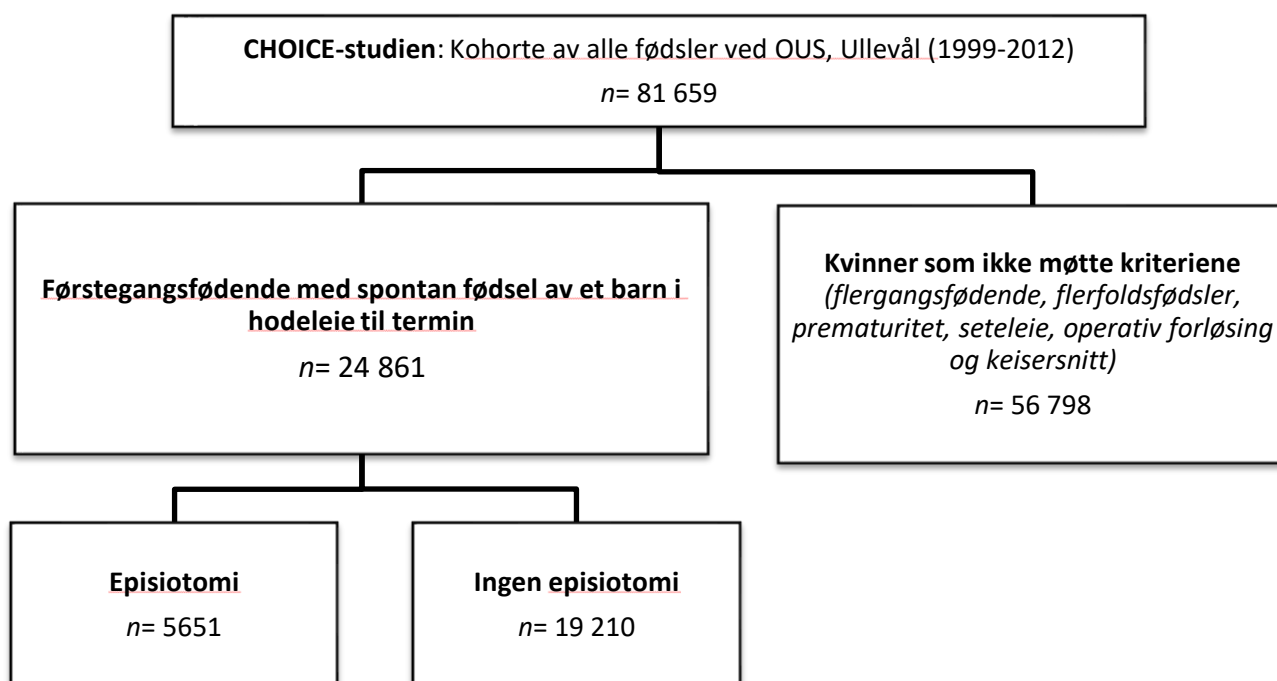 CHOICE-studien: Kohorte av alle fødsler ved OUS, Ullevål (1999-2012)
n= 81 659
Førstegangsfødende med spontan fødsel av et barn i
hodeleie til termin
n= 24 861
Kvinner som ikke møtte kriteriene
(flergangsfødende, flerfoldsfødsler,
prematuritet, seteleie, operativ forløsing
og keisersnitt)
n= 56 798
Episiotomi
n= 5651
Ingen episiotomi
n= 19 210